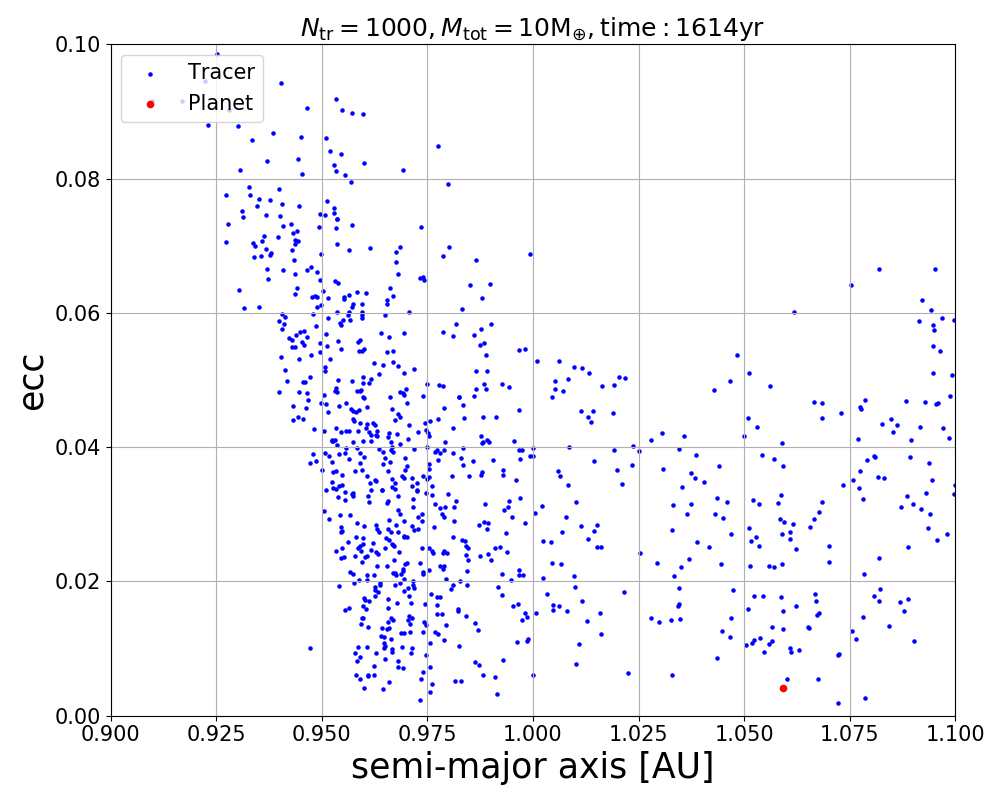 N_tr = 1000, M_tot = 10M_⊕, time : 1614yr
Tracer
Planet
ecc
0.10
0.08
0.06
0.04
0.02
0.00
0.900 0.925 0.950 0.975 1.000 1.025 1.050 1.075 1.100
semi-major axis [AU]